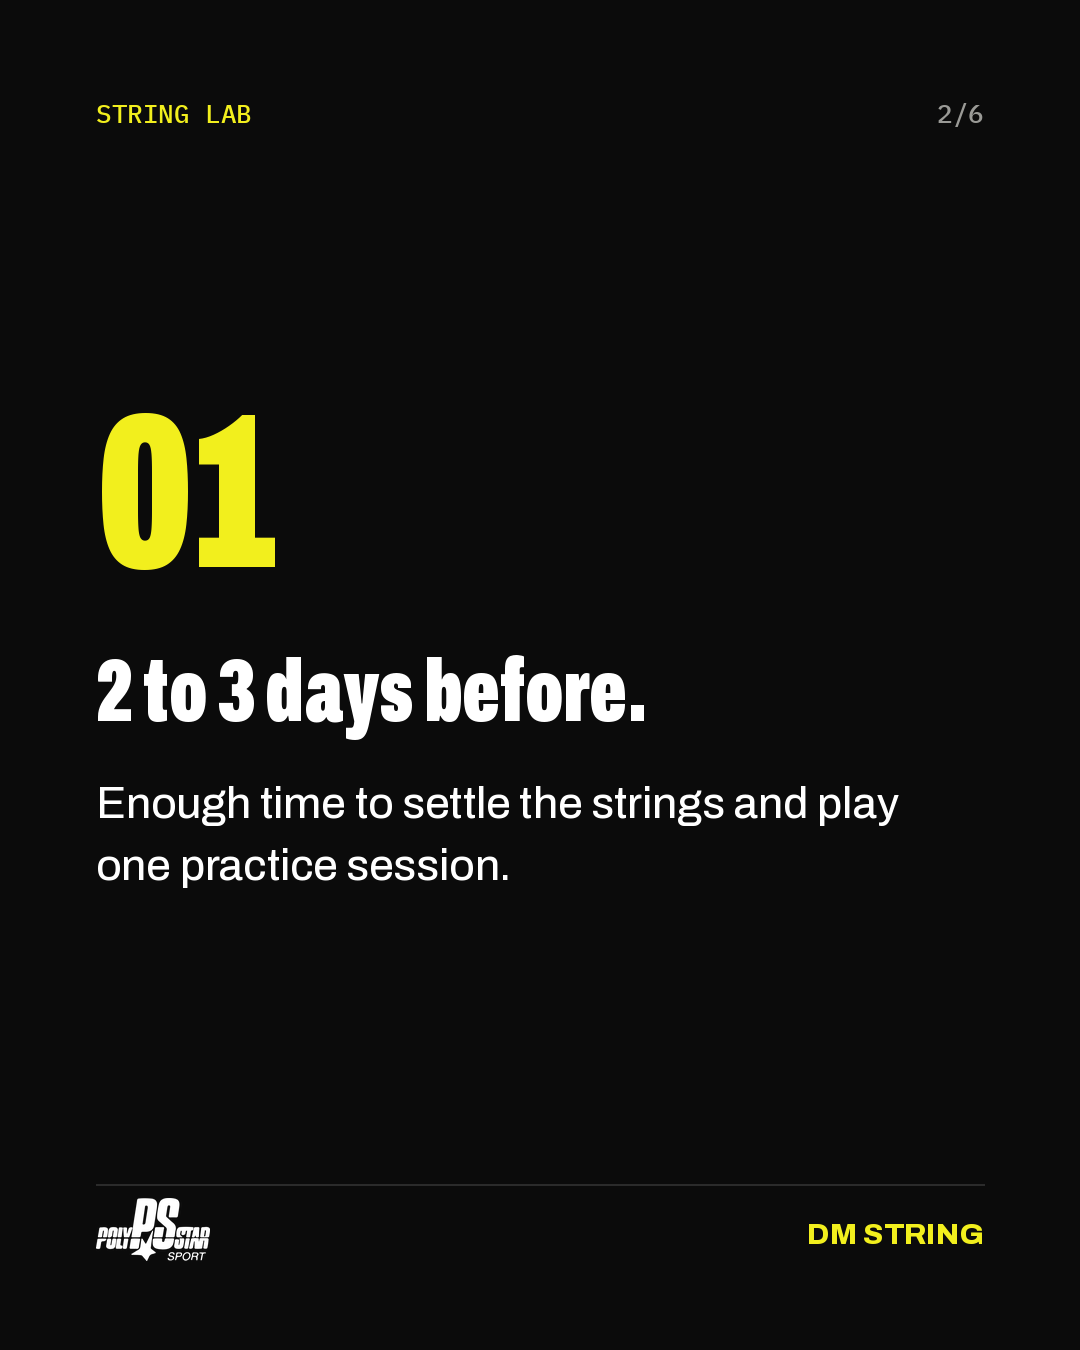 STRING LAB
2/6
01
2 to 3 days before.
Enough time to settle the strings and play
one practice session.
POLY PS STAR
SPORT
DM STRING